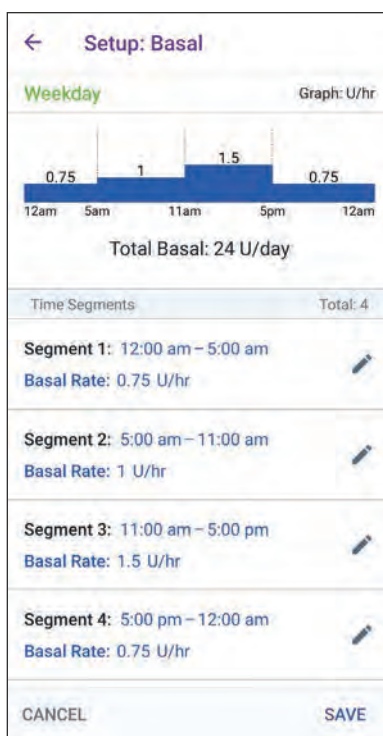 Setup: Basal
Weekday Graph: U/hr
0.75 1 1.5 0.75
12am 5am 11am 5pm 12am
Total Basal: 24 U/day
Time Segments Total: 4
Segment 1: 12:00 am – 5:00 am
Basal Rate: 0.75 U/hr
Segment 2: 5:00 am – 11:00 am
Basal Rate: 1 U/hr
Segment 3: 11:00 am – 5:00 pm
Basal Rate: 1.5 U/hr
Segment 4: 5:00 pm – 12:00 am
Basal Rate: 0.75 U/hr
CANCEL SAVE